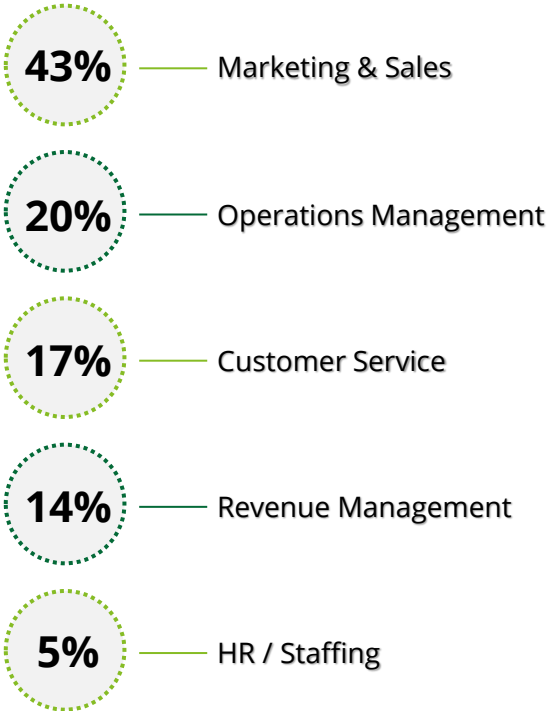 43% Marketing & Sales
20% Operations Management
17% Customer Service
14% Revenue Management
5% HR / Staffing